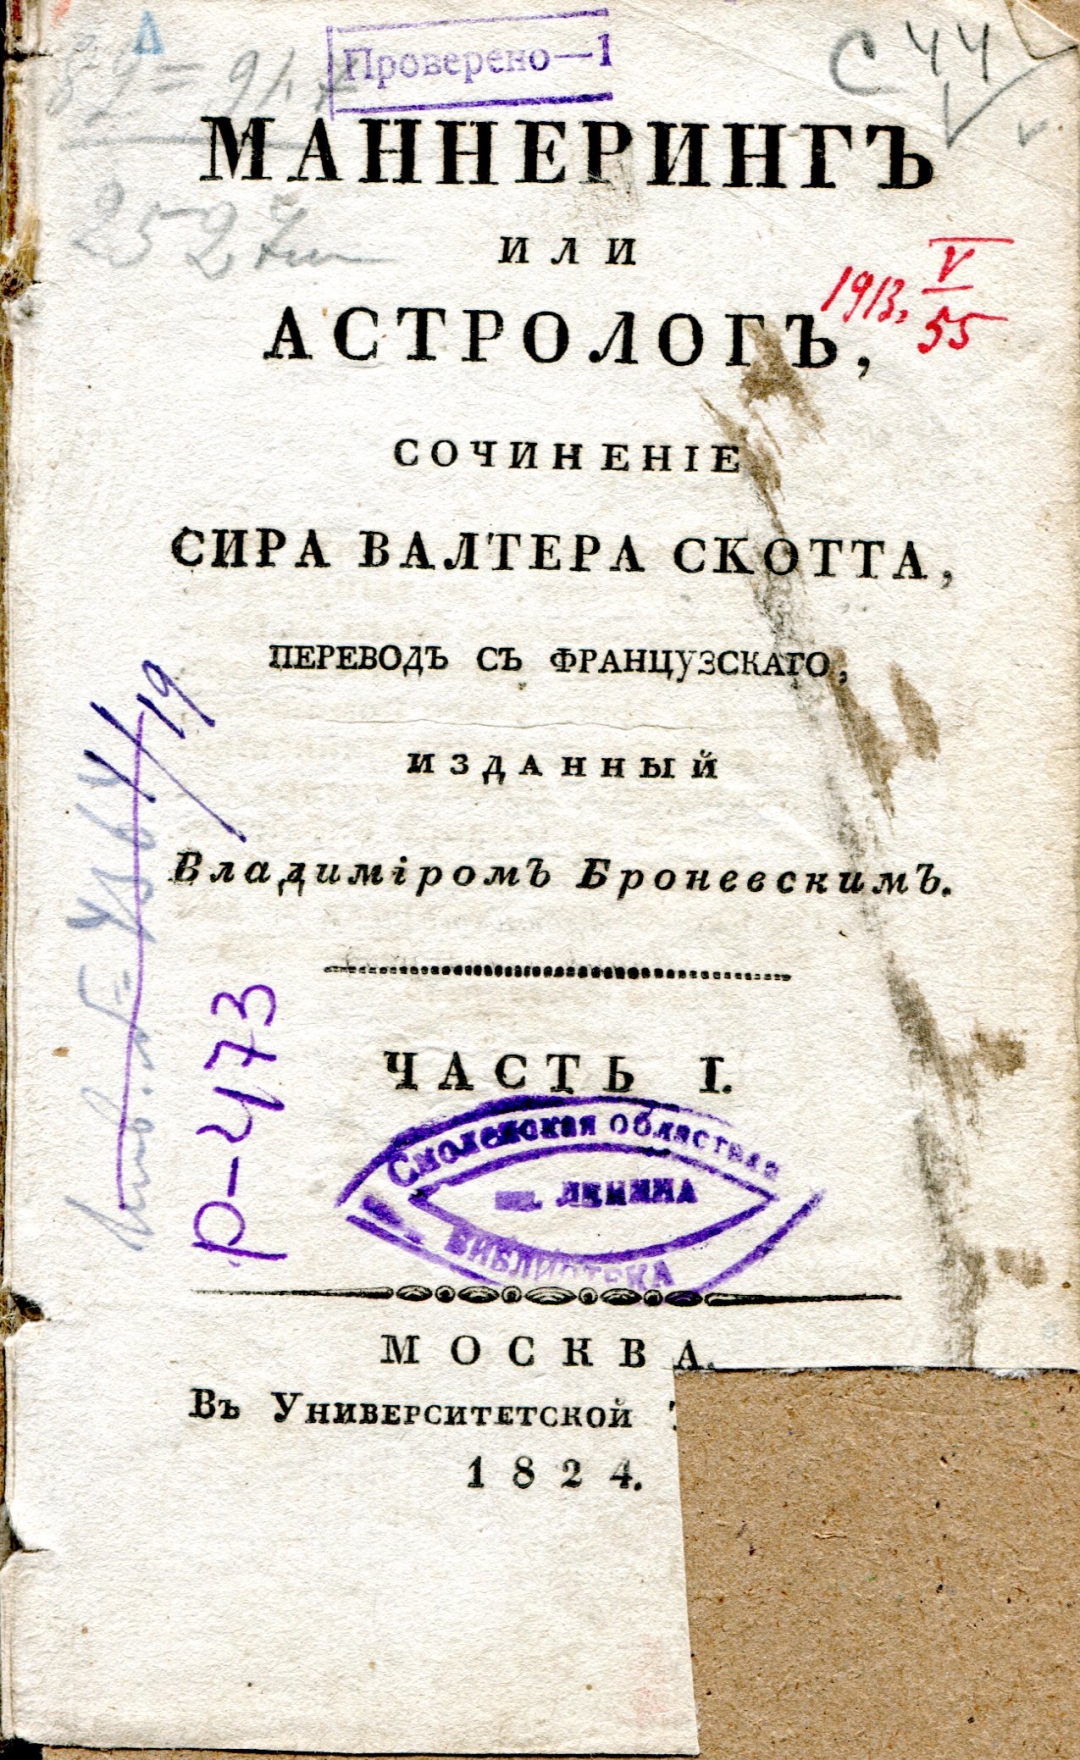 Проверено—1
С 44
МАННЕРИНГЪ
ИЛИ
1913. V/55
АСТРОЛОГЪ,
СОЧИНЕНІЕ
СИРА ВАЛТЕРА СКОТТА,
ПЕРЕВОДЪ СЪ ФРАНЦУЗСКАГО,
ИЗДАННЫЙ
Владиміромъ Броневскимъ.
р-473
ЧАСТЬ I.
Смоленская областная
ЛЕНИНА
БИБЛИОТЕКА
МОСКВА.
Въ Университетской
1824.